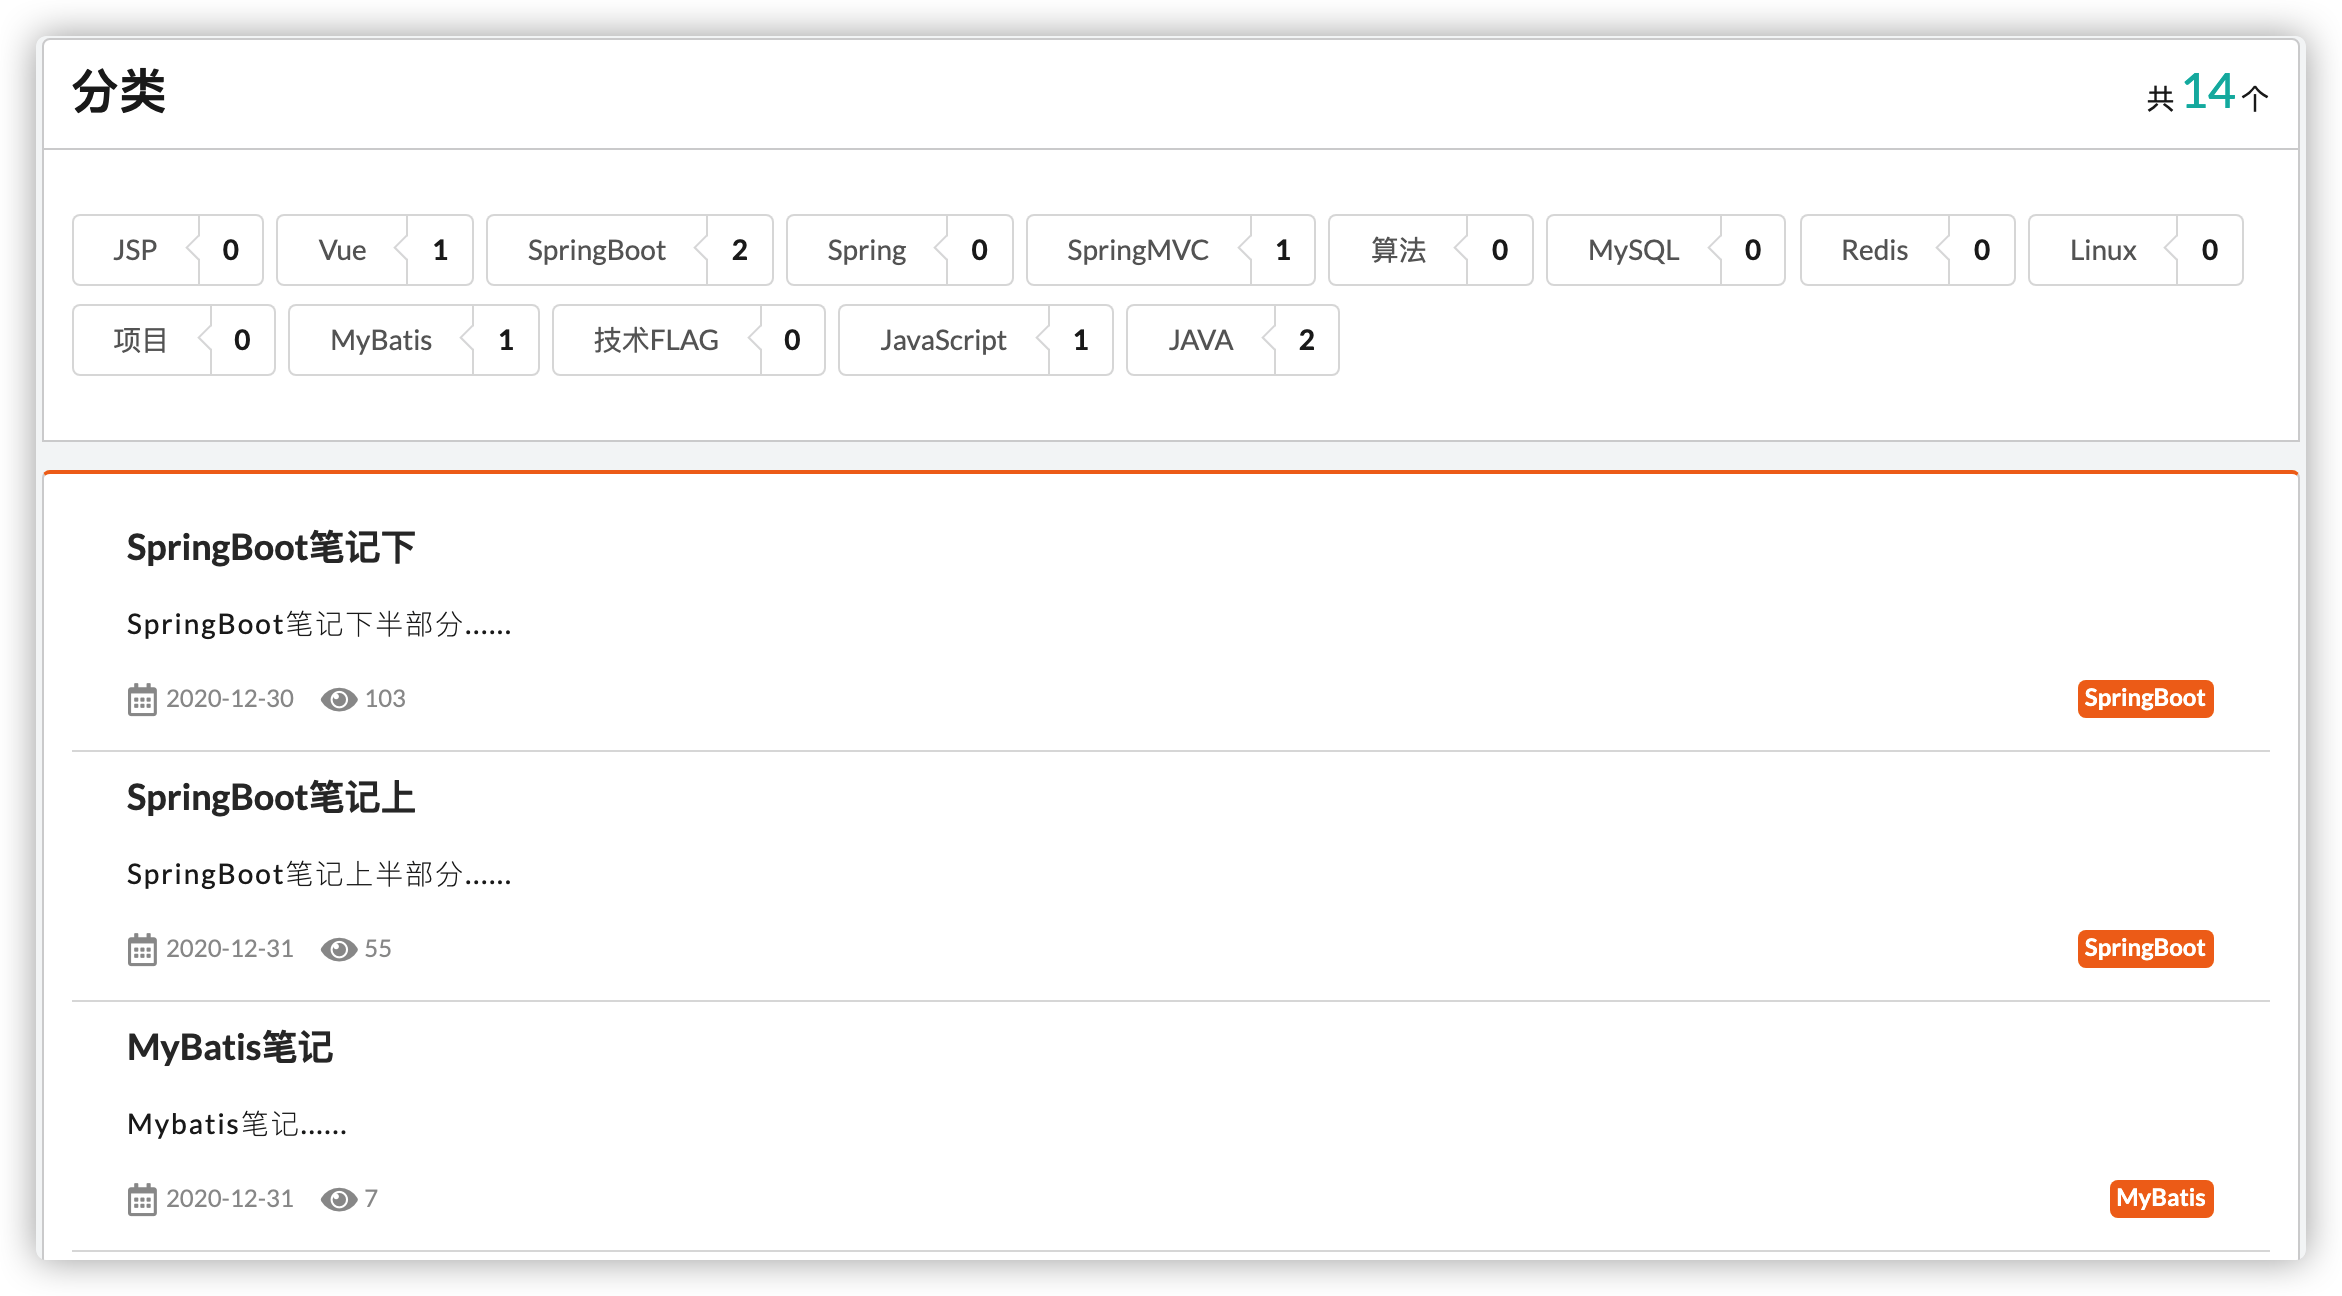 分类
共 14 个
JSP 0 Vue 1 SpringBoot 2 Spring 0 SpringMVC 1 算法 0 MySQL 0 Redis 0 Linux 0
项目 0 MyBatis 1 技术FLAG 0 JavaScript 1 JAVA 2
SpringBoot笔记下
SpringBoot笔记下半部分......
2020-12-30 103 SpringBoot
SpringBoot笔记上
SpringBoot笔记上半部分......
2020-12-31 55 SpringBoot
MyBatis笔记
Mybatis笔记......
2020-12-31 7 MyBatis